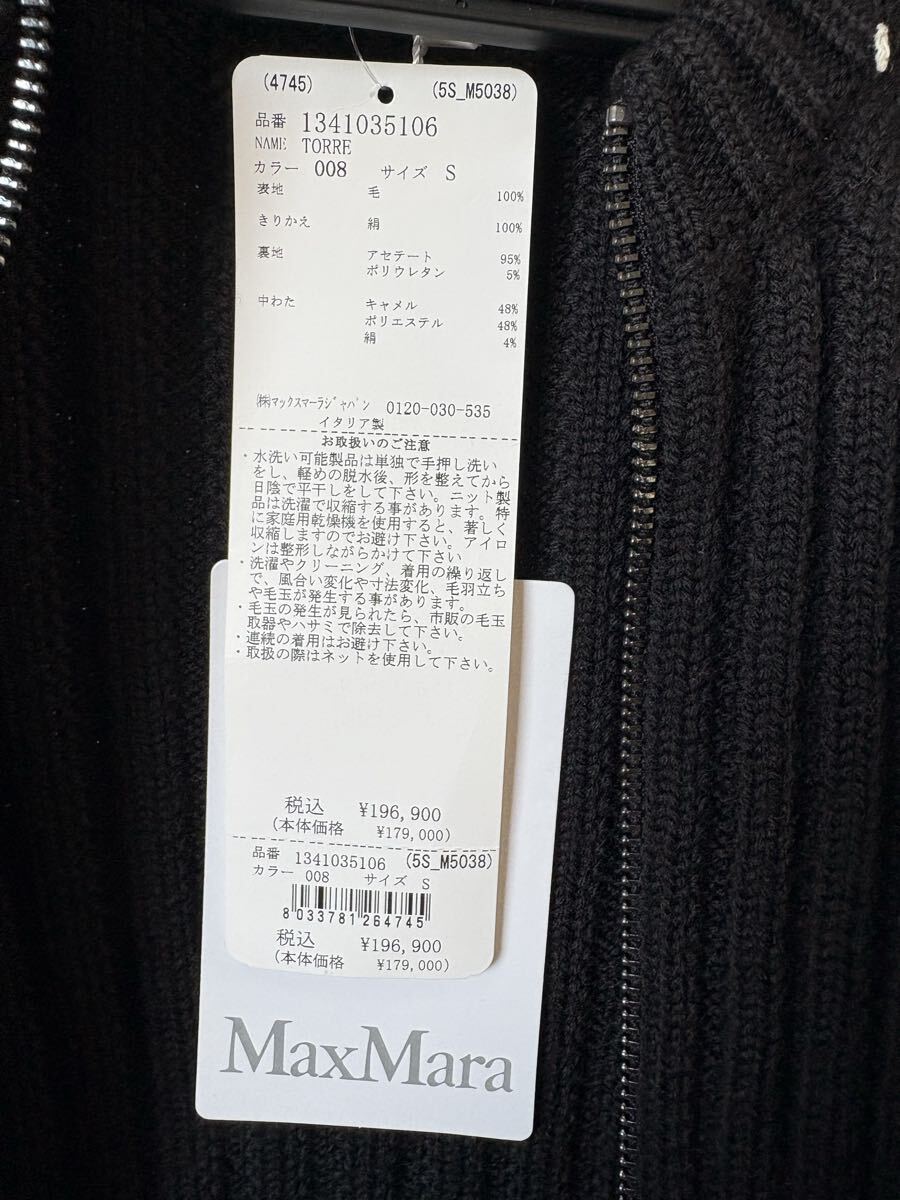 (4745) (5S_M5038)
品番 1341035106
NAME TORRE
カラー 008 サイズ S
表地 毛 100%
きりかえ 絹 100%
裏地 アセテート 95%
ポリウレタン 5%
中わた キャメル 48%
ポリエステル 48%
絹 4%
㈱マックスマーラジャパン 0120-030-535
イタリア製
お取扱いのご注意
・水洗い可能製品は単独で手押し洗い
をし、軽めの脱水後、形を整えてから
日陰で平干しをして下さい。ニット製
品は洗濯で収縮する事があります。特
に家庭用乾燥機を使用すると、著しく
収縮しますのでお避け下さい。アイロ
ンは整形しながらかけて下さい
・洗濯やクリーニング、着用の繰り返し
で、風合い変化や寸法変化、毛羽立ち
や毛玉が発生する事があります。
・毛玉の発生が見られたら、市販の毛玉
取器やハサミで除去して下さい。
・連続の着用はお避け下さい。
・取扱の際はネットを使用して下さい。
税込 ¥196,900
(本体価格 ¥179,000)
品番 1341035106 (5S_M5038)
カラー 008 サイズ S
8 033781 264745
税込 ¥196,900
(本体価格 ¥179,000)
MaxMara